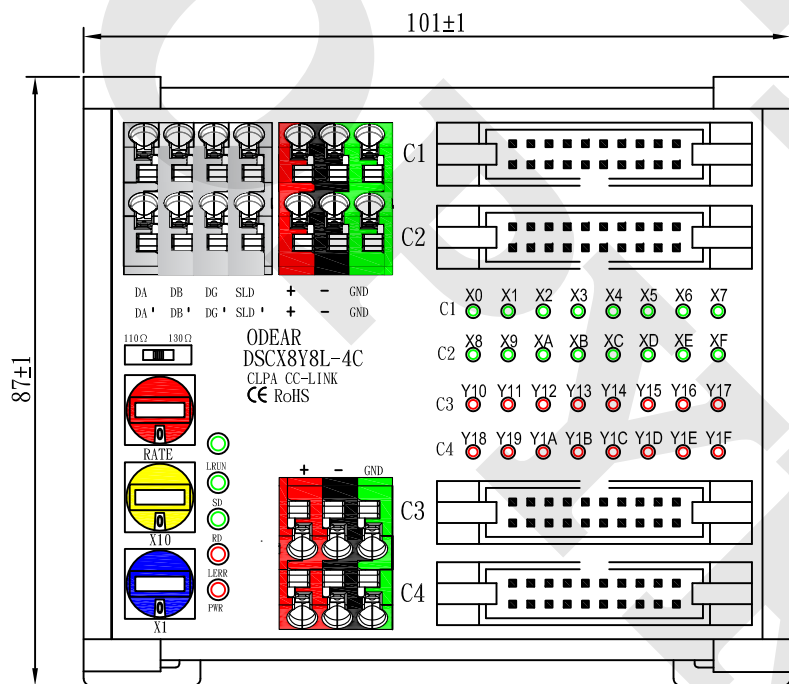 101±1
87±1
C1
C2
DA DB DG SLD + − GND
DA' DB' DG' SLD' + − GND
110Ω 130Ω
ODEAR
DSCX8Y8L-4C
CLPA CC-LINK
CE RoHS
C1 X0 X1 X2 X3 X4 X5 X6 X7
C2 X8 X9 XA XB XC XD XE XF
C3 Y10 Y11 Y12 Y13 Y14 Y15 Y16 Y17
C4 Y18 Y19 Y1A Y1B Y1C Y1D Y1E Y1F
RATE
X10
X1
LRUN
SD
RD
LERR
PWR
+ − GND
C3
C4